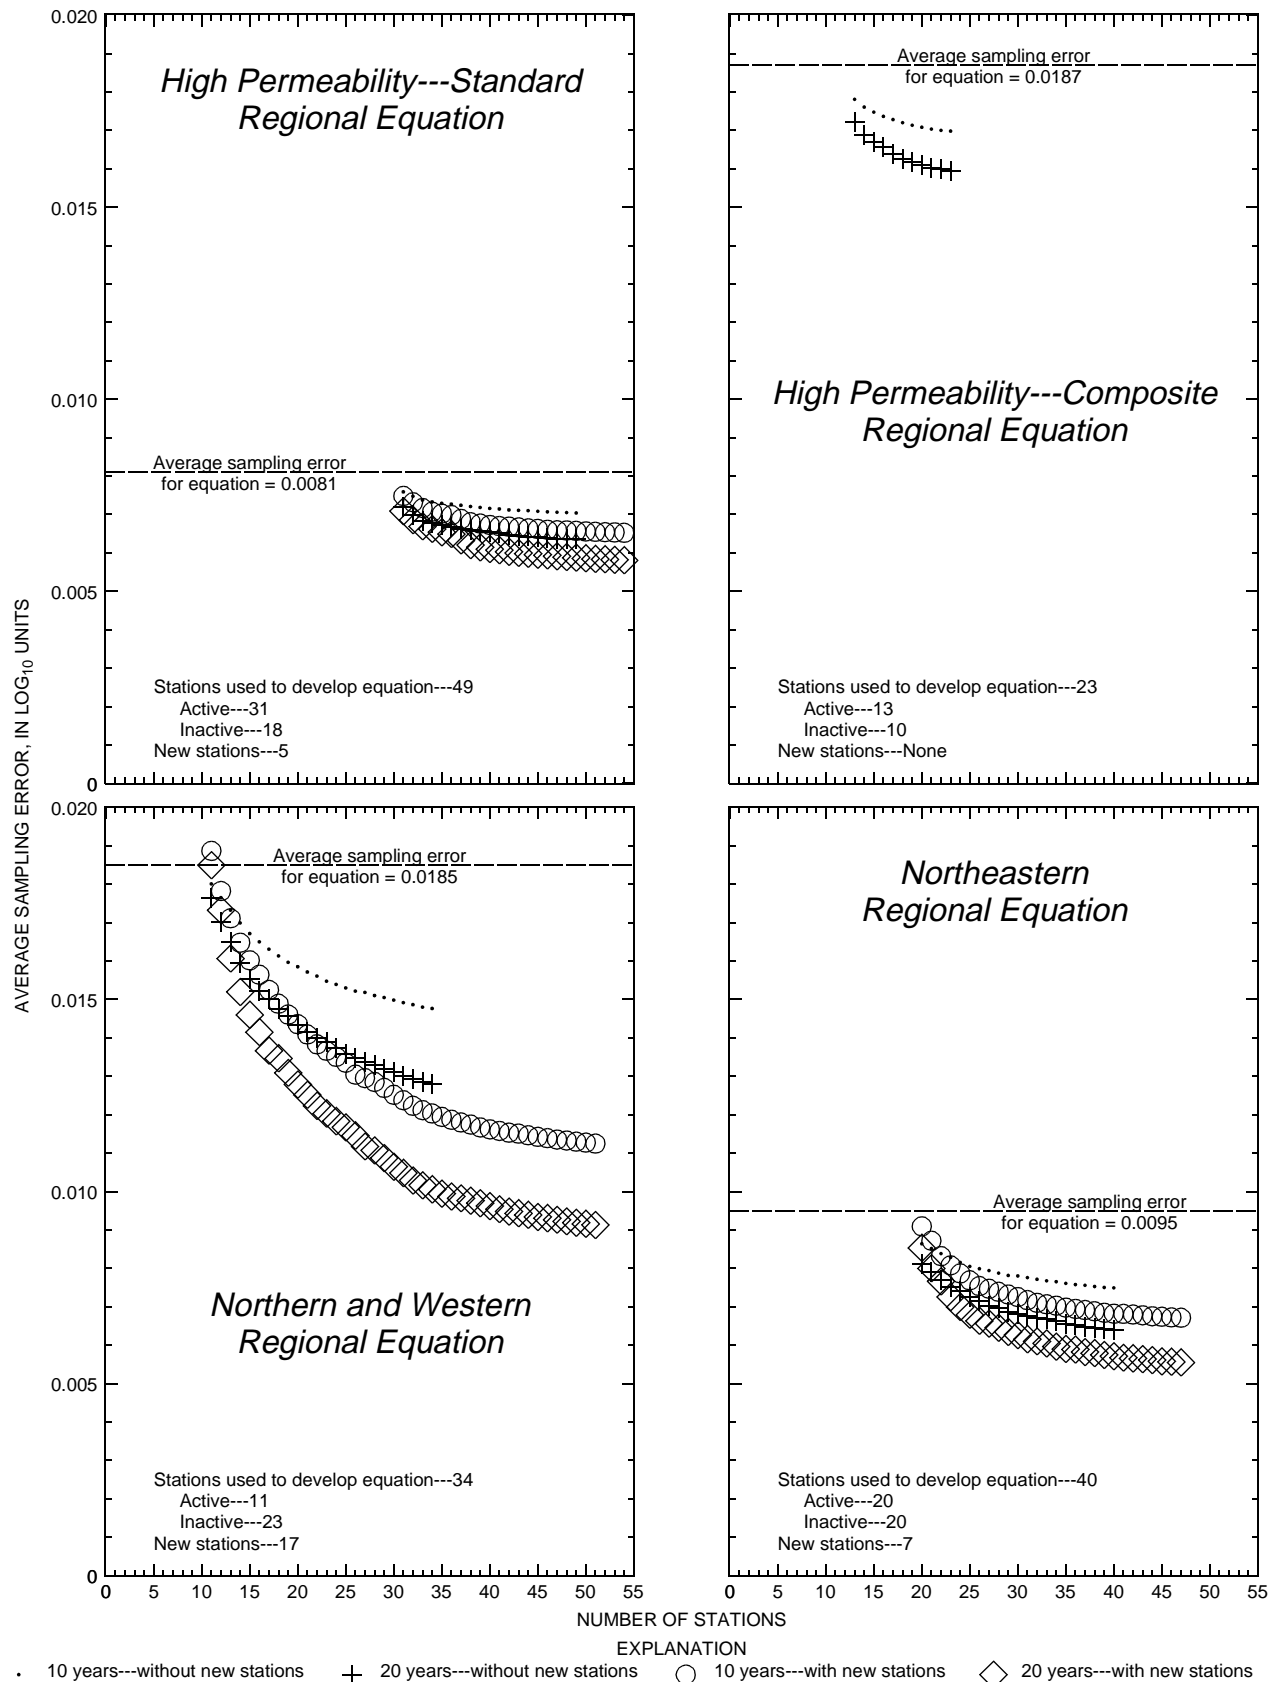 0.020
0.015
0.010
0.005
0
High Permeability---Standard
Regional Equation
Average sampling error
for equation = 0.0081
Stations used to develop equation---49
Active---31
Inactive---18
New stations---5
Average sampling error
for equation = 0.0187
High Permeability---Composite
Regional Equation
Stations used to develop equation---23
Active---13
Inactive---10
New stations---None
AVERAGE SAMPLING ERROR, IN LOG10 UNITS
0.020
0.015
0.010
0.005
0
Average sampling error
for equation = 0.0185
Northern and Western
Regional Equation
Stations used to develop equation---34
Active---11
Inactive---23
New stations---17
0 5 10 15 20 25 30 35 40 45 50 55
Northeastern
Regional Equation
Average sampling error
for equation = 0.0095
Stations used to develop equation---40
Active---20
Inactive---20
New stations---7
0 5 10 15 20 25 30 35 40 45 50 55
NUMBER OF STATIONS
EXPLANATION
10 years---without new stations
20 years---without new stations
10 years---with new stations
20 years---with new stations